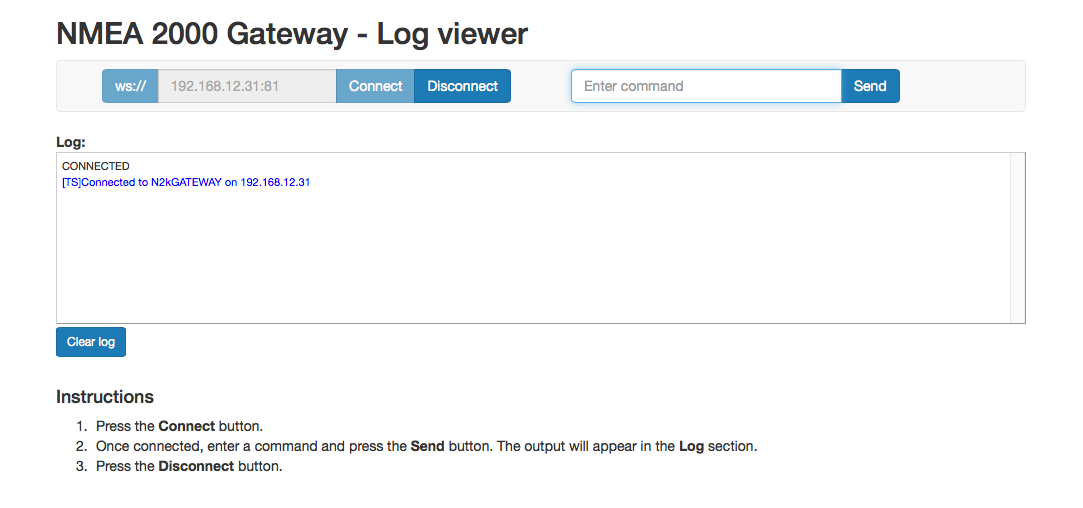 NMEA 2000 Gateway - Log viewer
ws:// 192.168.12.31:81 Connect Disconnect Enter command Send
Log:
CONNECTED
[TS]Connected to N2kGATEWAY on 192.168.12.31
Clear log
Instructions
1. Press the Connect button.
2. Once connected, enter a command and press the Send button. The output will appear in the Log section.
3. Press the Disconnect button.